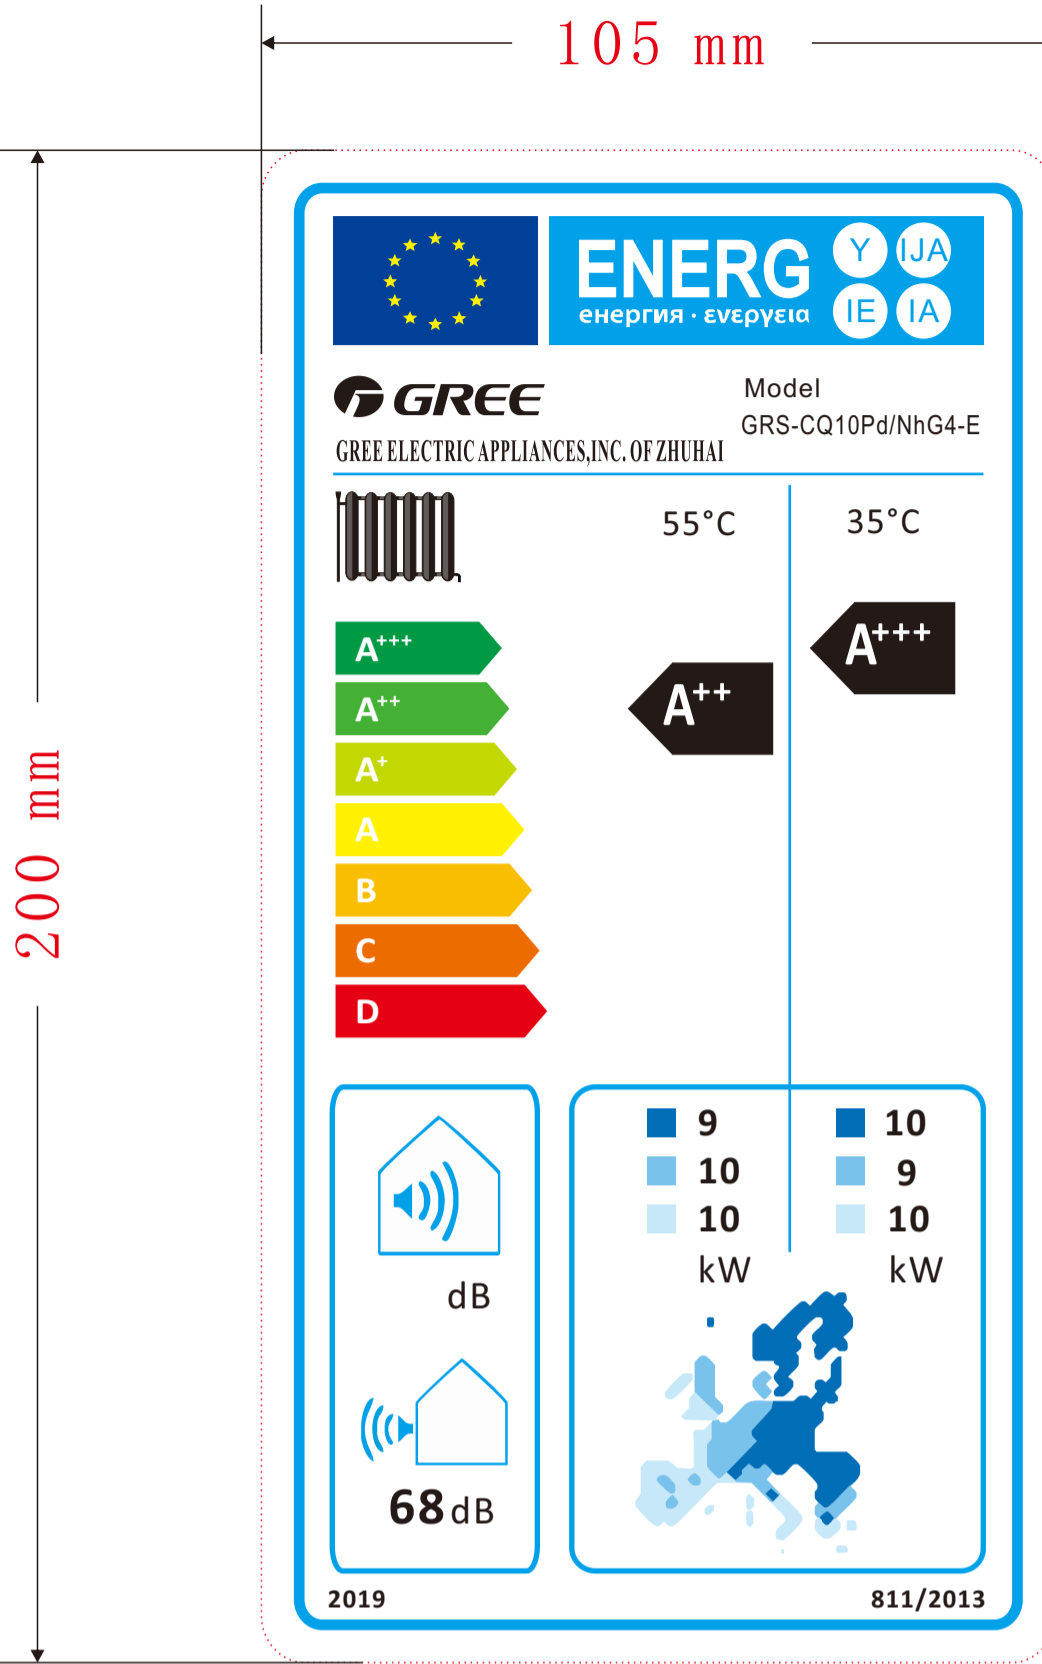 105 mm
200 mm
ENERG
енергия · ενεργεια
Y IJA
IE IA
GREE
GREE ELECTRIC APPLIANCES,INC. OF ZHUHAI
Model
GRS-CQ10Pd/NhG4-E
55°C 35°C
A+++
A++
A+
A
B
C
D
A++
A+++
dB
68 dB
9 10
10 9
10 10
kW kW
2019 811/2013